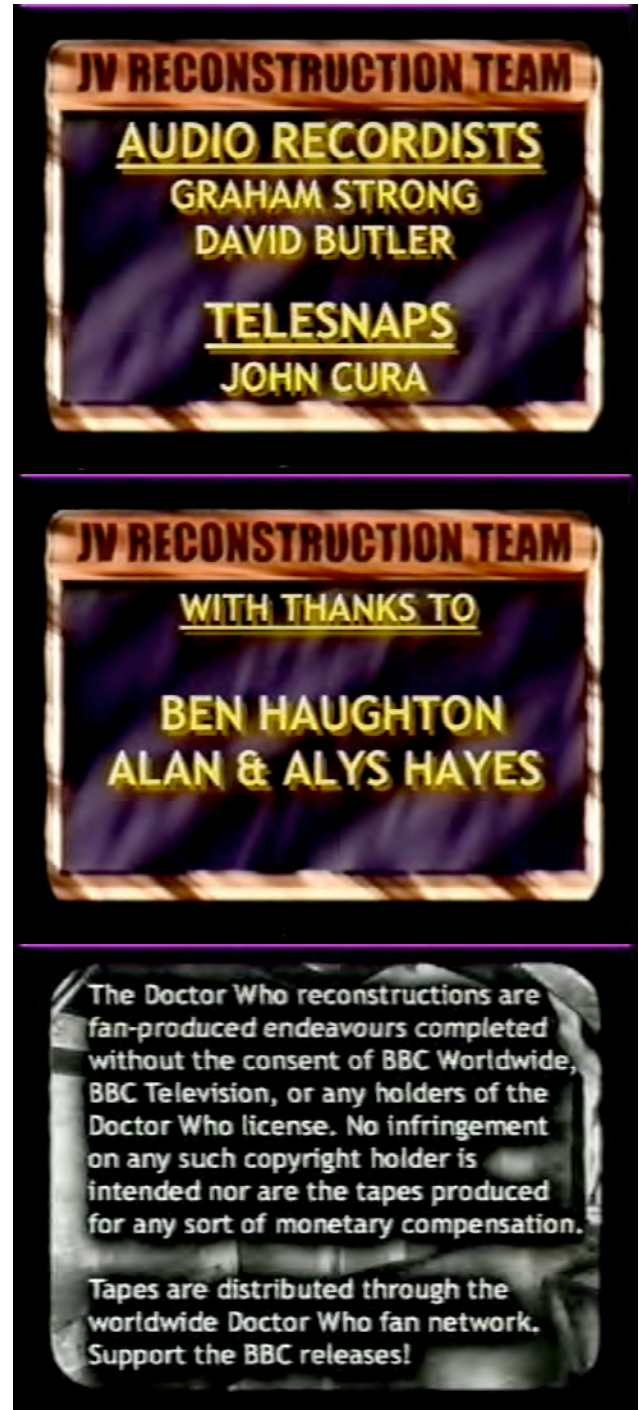 JV RECONSTRUCTION TEAM
AUDIO RECORDISTS
GRAHAM STRONG
DAVID BUTLER
TELESNAPS
JOHN CURA
JV RECONSTRUCTION TEAM
WITH THANKS TO
BEN HAUGHTON
ALAN & ALYS HAYES
The Doctor Who reconstructions are
fan-produced endeavours completed
without the consent of BBC Worldwide,
BBC Television, or any holders of the
Doctor Who license. No infringement
on any such copyright holder is
intended nor are the tapes produced
for any sort of monetary compensation.
Tapes are distributed through the
worldwide Doctor Who fan network.
Support the BBC releases!